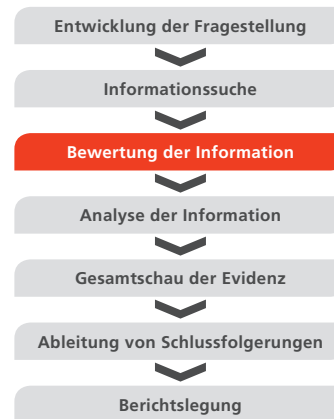 Entwicklung der Fragestellung
Informationssuche
Bewertung der Information
Analyse der Information
Gesamtschau der Evidenz
Ableitung von Schlussfolgerungen
Berichtslegung